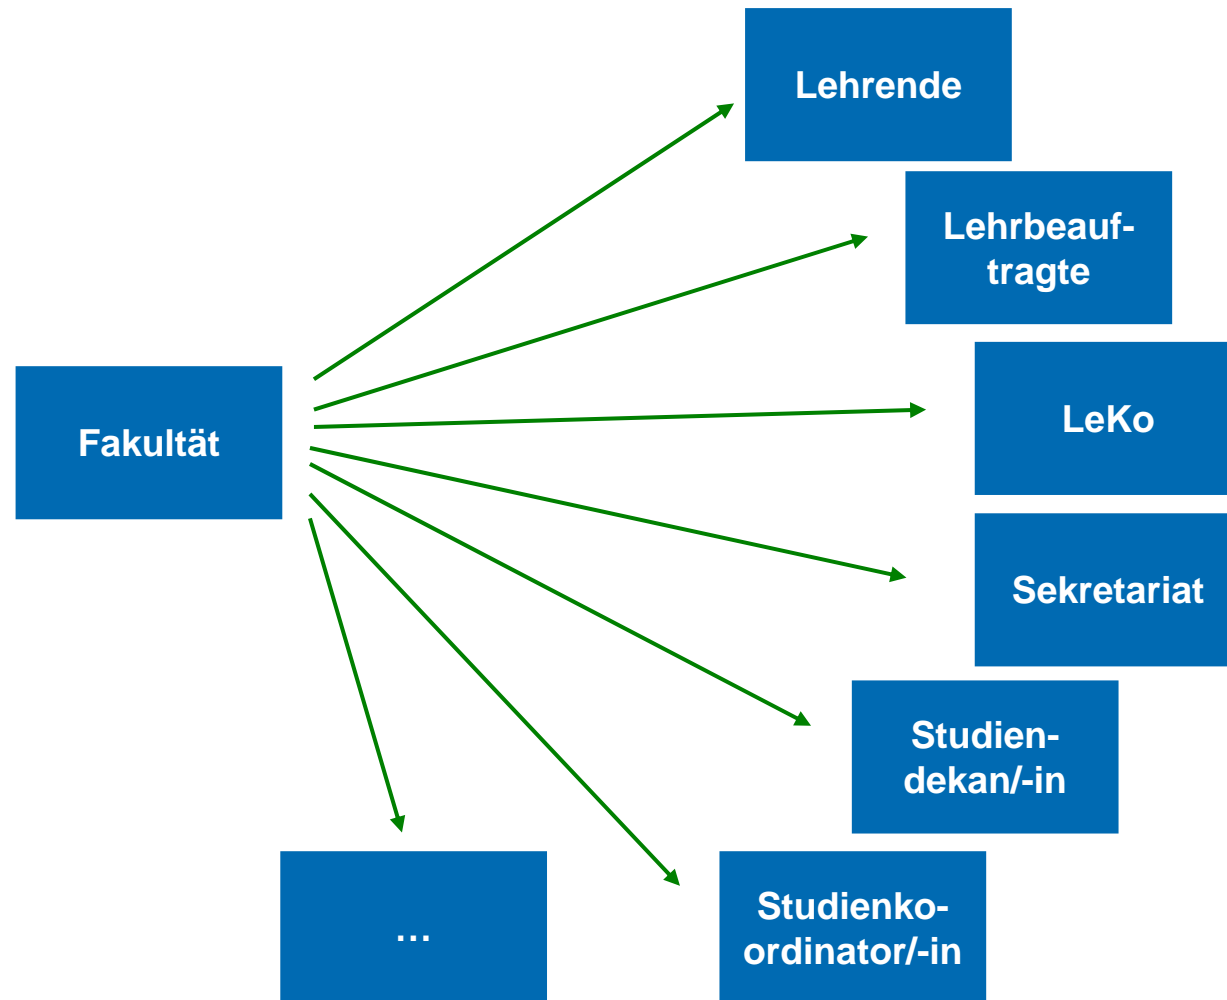 Lehrende
Lehrbeauf-
tragte
Fakultät
LeKo
Sekretariat
Studien-
dekan/-in
Studienko-
ordinator/-in
…